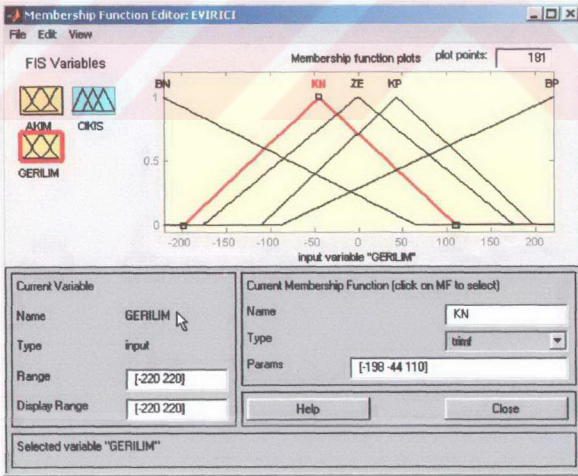 Membership Function Editor: EVIRICI
File Edit View
FIS Variables
Membership function plots
plot points: 181
BN KN ZE KP BP
AKIM CIKIS
GERILIM
1
0.5
0
-200 -150 -100 -50 0 50 100 150 200
input variable "GERILIM"
Current Variable
Name GERILIM
Type input
Range [-220 220]
Display Range [-220 220]
Current Membership Function (click on MF to select)
Name KN
Type trimf
Params [-198 -44 110]
Help Close
Selected variable "GERILIM"